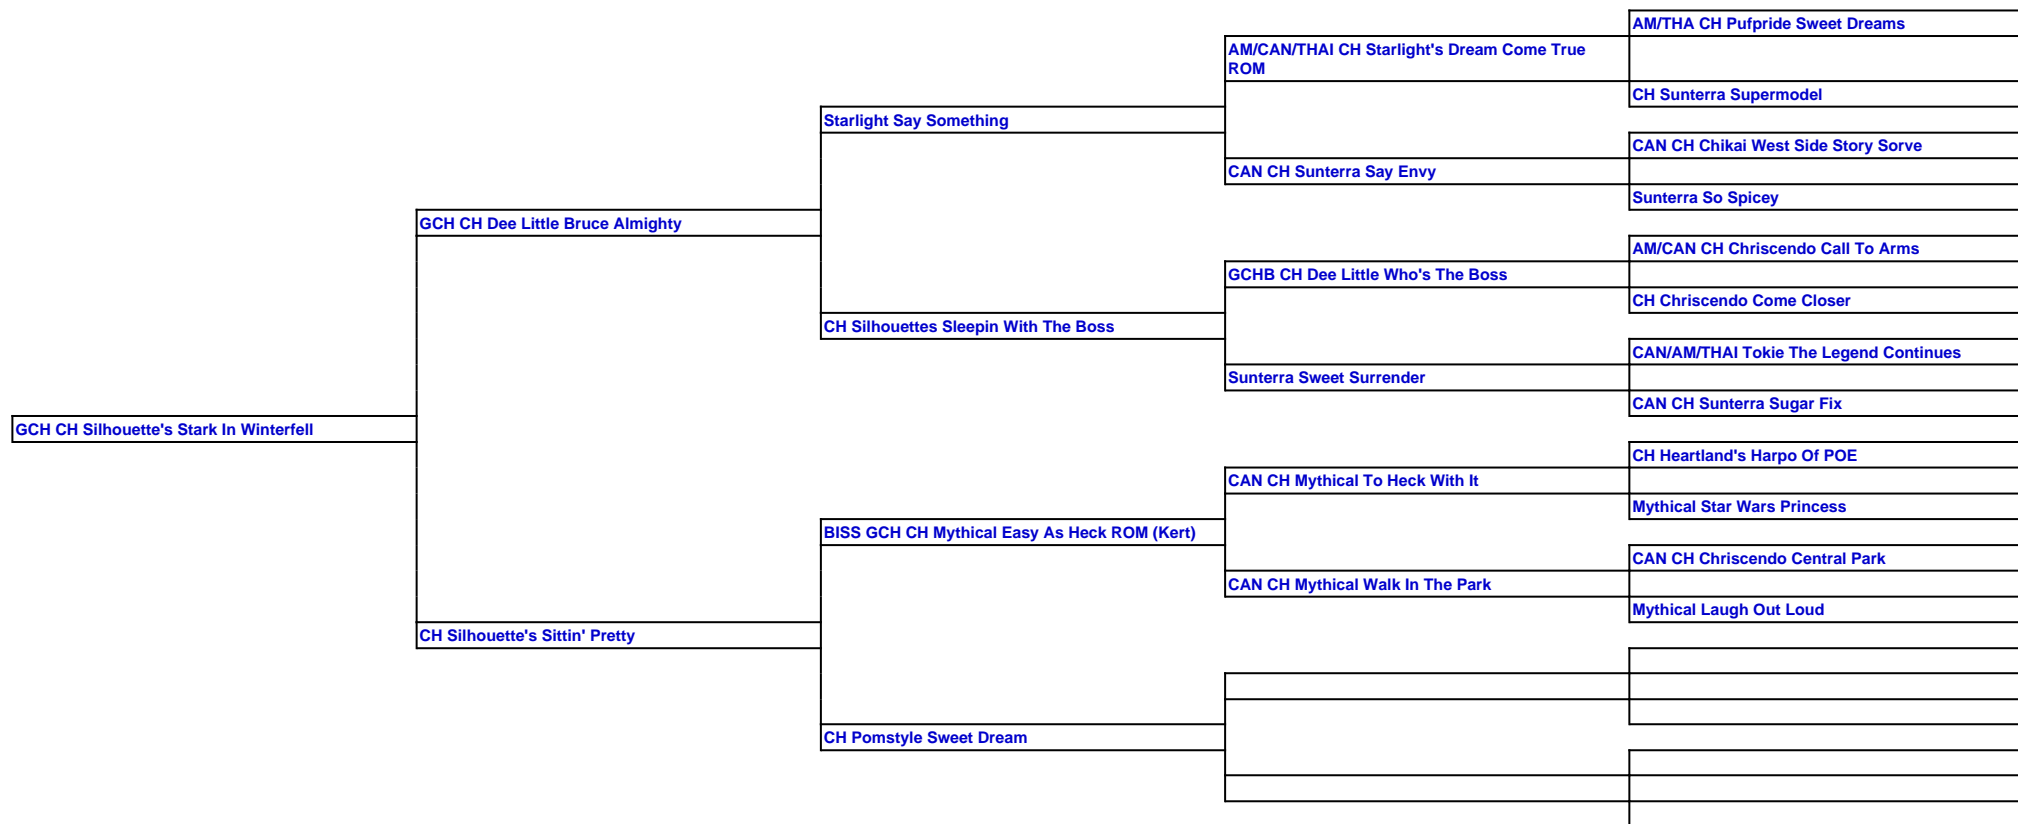 AM/THA CH Pufpride Sweet Dreams
AM/CAN/THAI CH Starlight's Dream Come True
ROM
CH Sunterra Supermodel
Starlight Say Something
CAN CH Chikai West Side Story Sorve
CAN CH Sunterra Say Envy
Sunterra So Spicey
GCH CH Dee Little Bruce Almighty
AM/CAN CH Chriscendo Call To Arms
GCHB CH Dee Little Who's The Boss
CH Chriscendo Come Closer
CH Silhouettes Sleepin With The Boss
CAN/AM/THAI Tokie The Legend Continues
Sunterra Sweet Surrender
CAN CH Sunterra Sugar Fix
GCH CH Silhouette's Stark In Winterfell
CH Heartland's Harpo Of POE
CAN CH Mythical To Heck With It
Mythical Star Wars Princess
BISS GCH CH Mythical Easy As Heck ROM (Kert)
CAN CH Chriscendo Central Park
CAN CH Mythical Walk In The Park
Mythical Laugh Out Loud
CH Silhouette's Sittin' Pretty
CH Pomstyle Sweet Dream